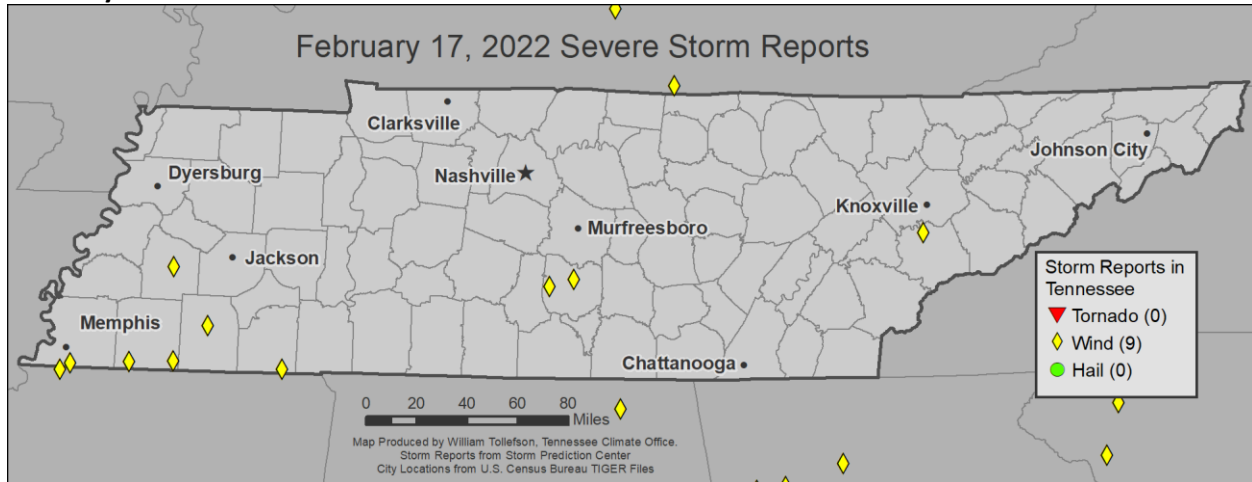 February 17, 2022 Severe Storm Reports
Clarksville
Johnson City
Dyersburg
Nashville
Knoxville
Murfreesboro
Jackson
Storm Reports in
Tennessee
Tornado (0)
Wind (9)
Hail (0)
Memphis
Chattanooga
0 20 40 60 80
Miles
Map Produced by William Tollefson, Tennessee Climate Office.
Storm Reports from Storm Prediction Center
City Locations from U.S. Census Bureau TIGER Files